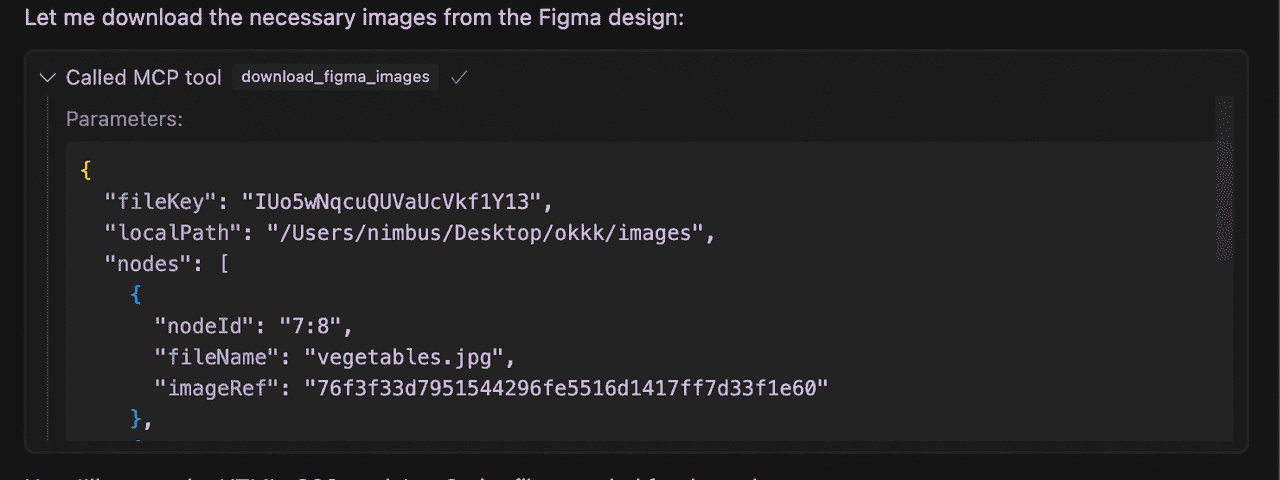 Let me download the necessary images from the Figma design:
Called MCP tool download_figma_images
Parameters:
{
"fileKey": "IUo5wNqcuQUVaUcVkf1Y13",
"localPath": "/Users/nimbus/Desktop/okkk/images",
"nodes": [
{
"nodeId": "7:8",
"fileName": "vegetables.jpg",
"imageRef": "76f3f33d7951544296fe5516d1417ff7d33f1e60"
},